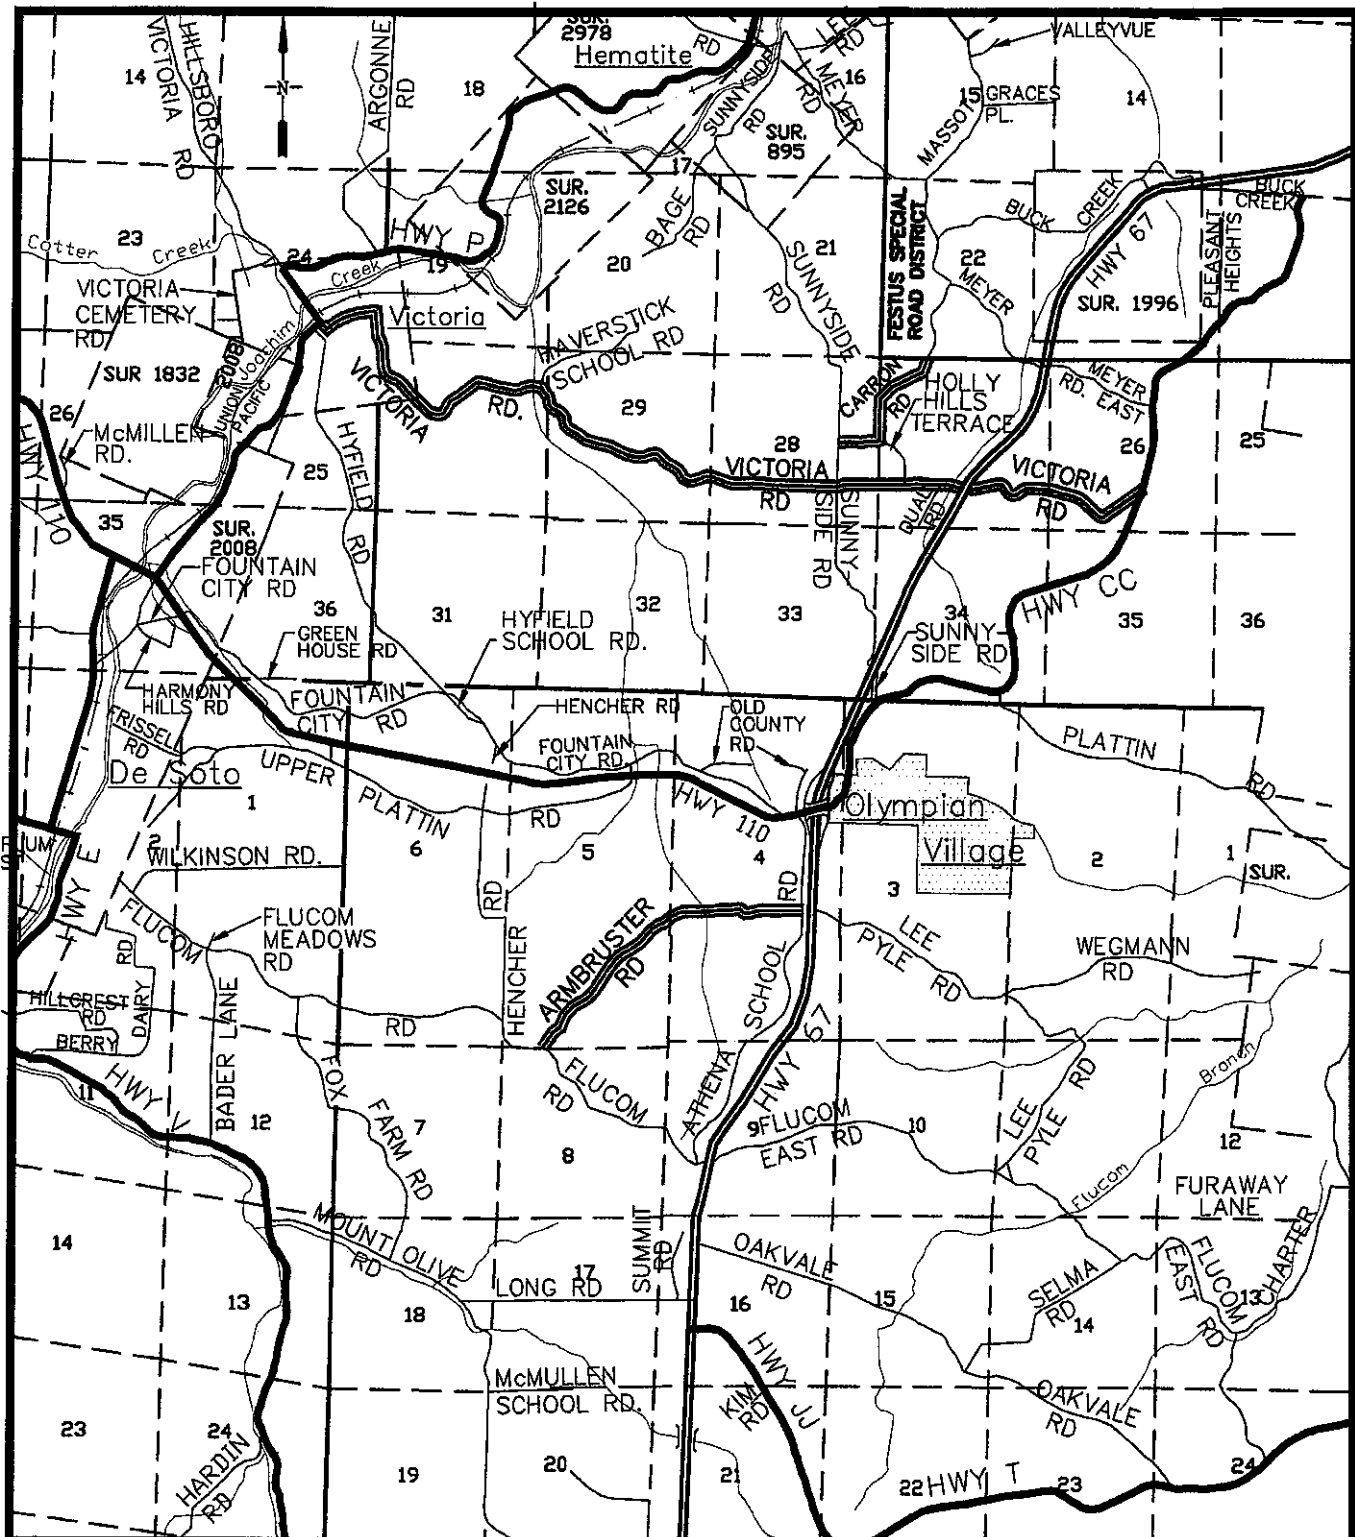 SUR.
2978
Hematite
RD
LEE
RD
VALLEYVUE
HILLSBORO
VICTORIA
RD
14
-N-
ARGONNE
RD
18
SUNNYSIDE
RD
MEYER
RD
16
15
GRACES
PL.
14
MASSOT
SUR.
895
17
SUR.
2126
BAGE
RD
HWY P
23
Cotter
Creek
24
Creek
19
20
21
SUNNYSIDE
RD
FESTUS SPECIAL
ROAD DISTRICT
BUCK
CREEK
22
MEYER
HWY 67
PLEASANT
HEIGHTS
BUCK
CREEK
SUR. 1996
VICTORIA
CEMETERY
RD.
Victoria
Joachim
2008
SUR 1832
UNION
PACIFIC
VICTORIA
RD.
HAVERSTICK
SCHOOL RD
29
CARRON
RD
HOLLY
HILLS
TERRACE
MEYER
RD. EAST
26
McMILLEN
RD.
HWY 110
25
HYFIELD
RD
28
VICTORIA
RD
VICTORIA
RD
26
25
35
SUR.
2008
FOUNTAIN
CITY RD
SUNNY-
SIDE RD
DUAL
RD
HWY CC
36
31
HYFIELD
SCHOOL RD.
32
33
34
35
36
GREEN
HOUSE RD
SUNNY-
SIDE RD
HARMONY
HILLS RD
FOUNTAIN
CITY RD
HENCHER RD
OLD
COUNTY
RD
FRISSEL
RD
FOUNTAIN
CITY RD.
PLATTIN
RD
De Soto
UPPER
PLATTIN
RD
1
HWY 110
Olympian
Village
2
WILKINSON RD.
6
5
4
3
2
1
SUR.
HWY E
FLUCOM
RD
FLUCOM
MEADOWS
RD
HENCHER
RD
ARMBRUSTER
RD
LEE
PYLE
RD
WEGMANN
RD
RD
DAIRY
HILLCREST
RD
BERRY
BADER LANE
ATHENA
SCHOOL
RD
HWY 67
Branch
11
HWY V
12
FOX
FARM RD
7
FLUCOM
RD
8
9
FLUCOM
EAST RD
10
LEE
PYLE
RD
12
Flucom
FURAWAY
LANE
14
MOUNT OLIVE
RD
SUMMIT
RD
OAKVALE
RD
FLUCOM
EAST
RD
CHARTER
13
18
LONG RD
17
16
15
SELMA
RD
14
13
McMULLEN
SCHOOL RD.
KIM
RD
HWY JJ
OAKVALE
RD
23
24
HARDIN
RD
19
20
21
22
HWY T
23
24